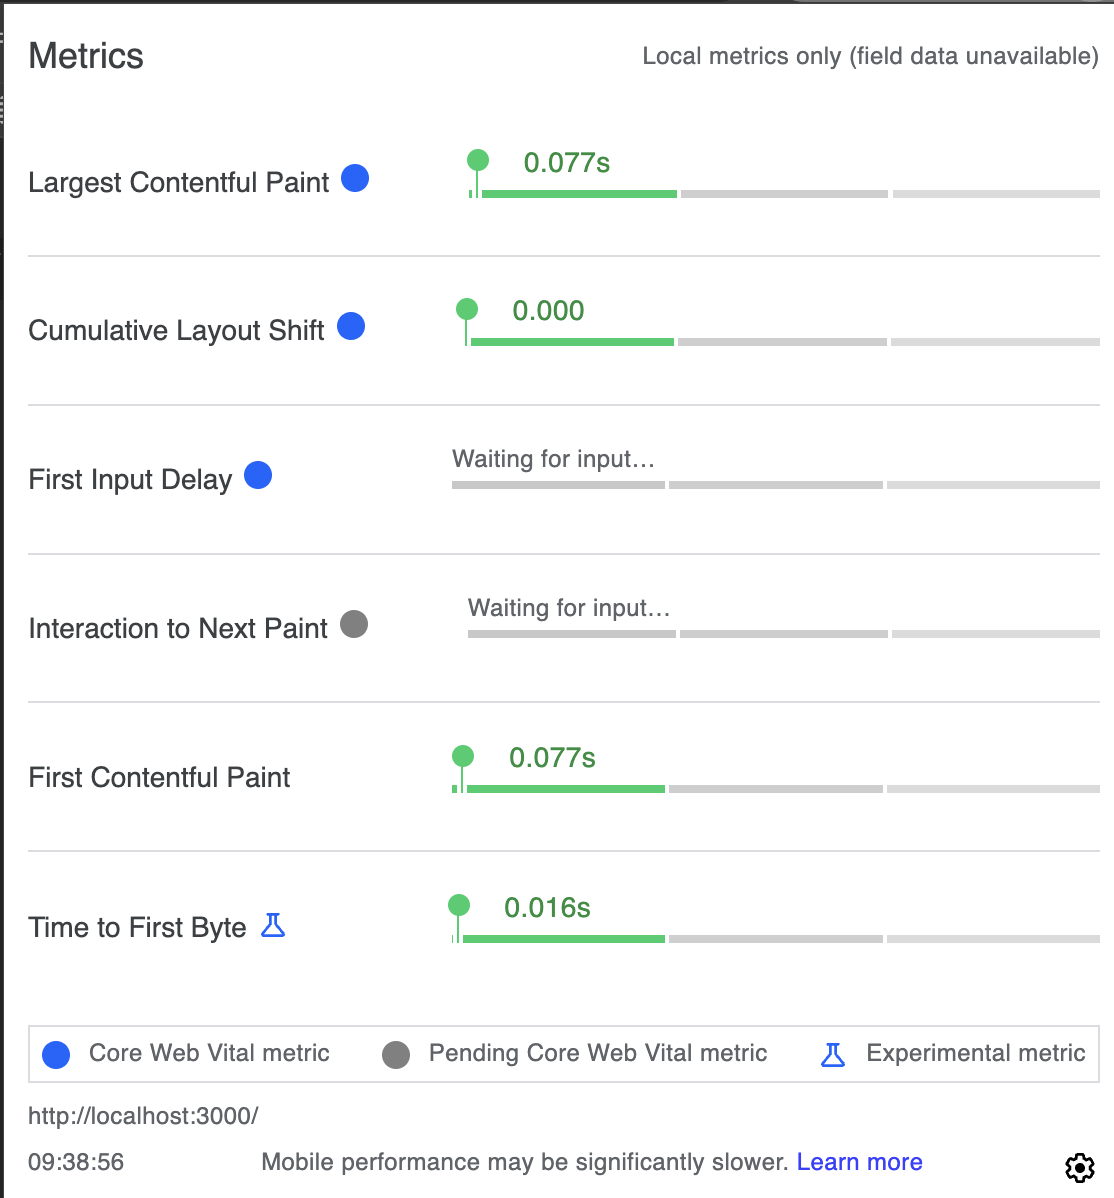 Metrics
Local metrics only (field data unavailable)
Largest Contentful Paint
0.077s
Cumulative Layout Shift
0.000
First Input Delay
Waiting for input…
Interaction to Next Paint
Waiting for input…
First Contentful Paint
0.077s
Time to First Byte
0.016s
Core Web Vital metric
Pending Core Web Vital metric
Experimental metric
http://localhost:3000/
09:38:56
Mobile performance may be significantly slower. Learn more